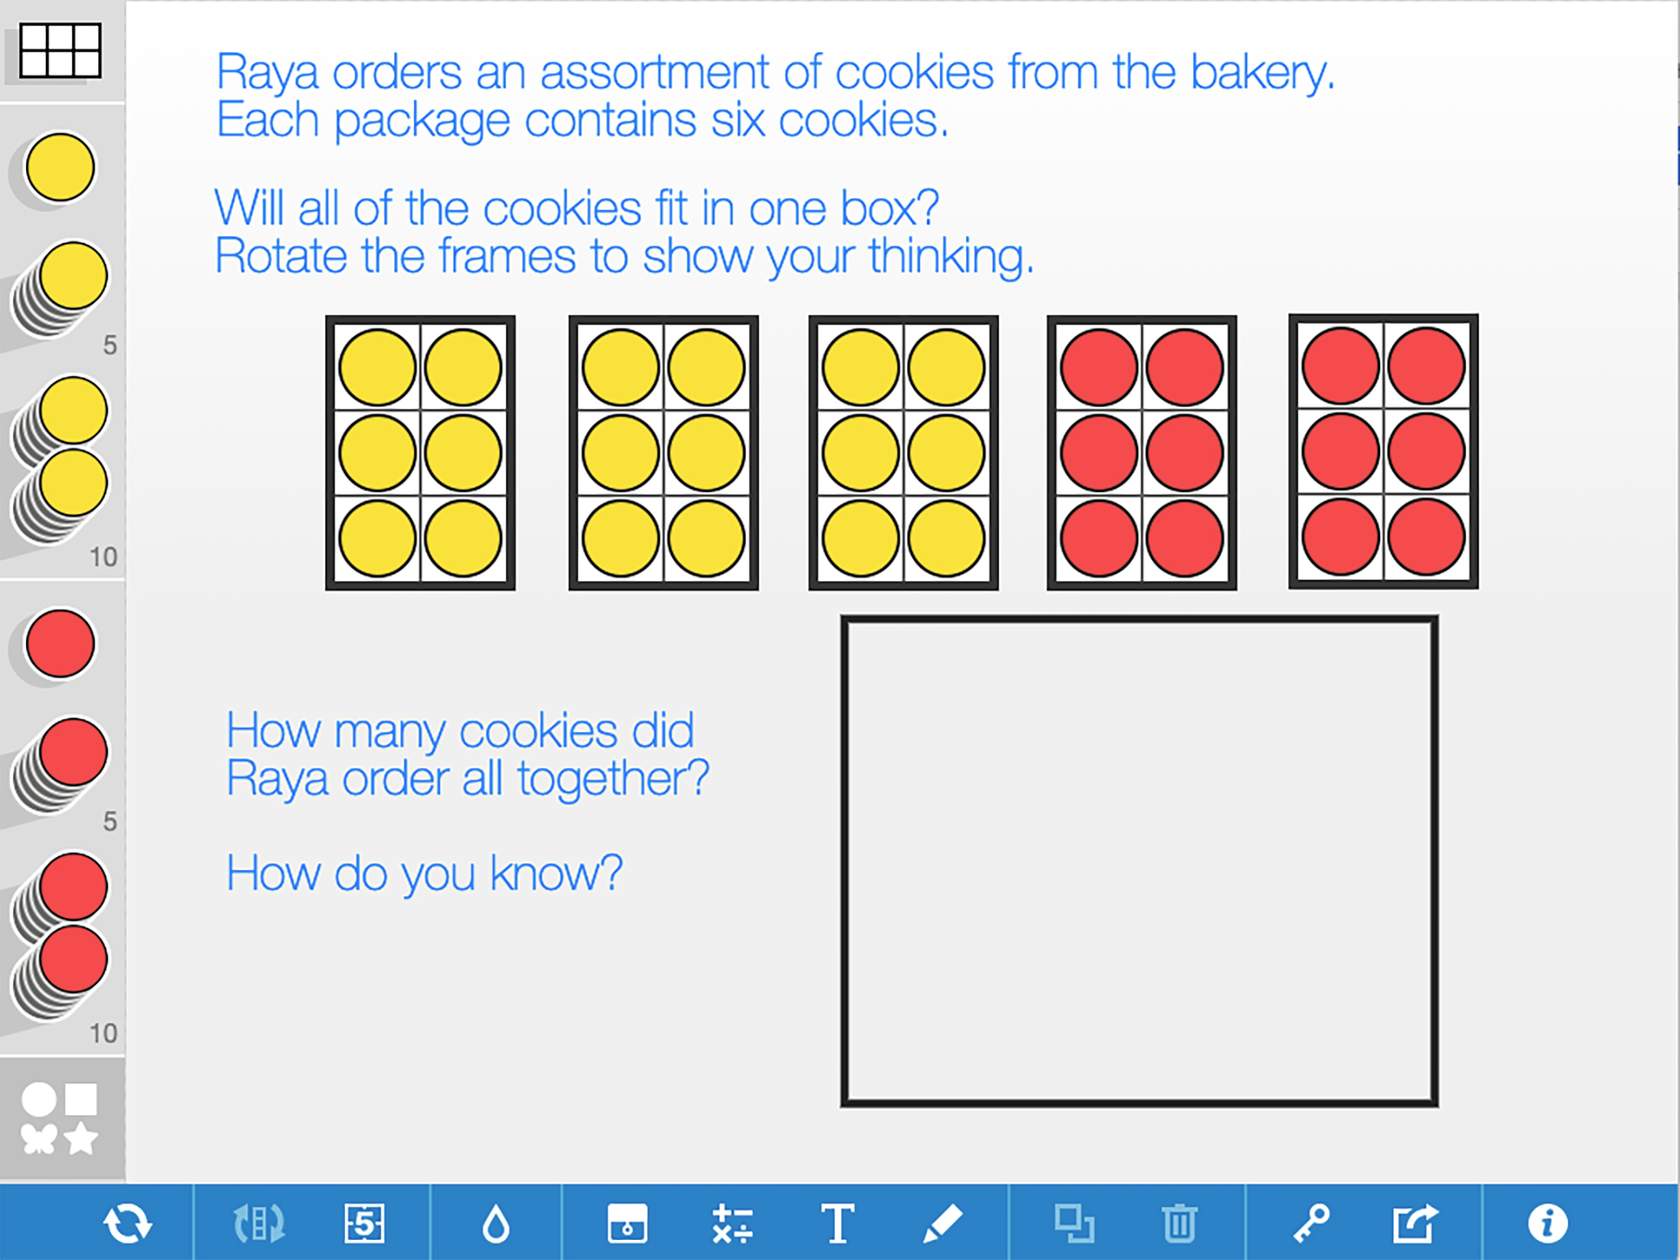 Raya orders an assortment of cookies from the bakery.
Each package contains six cookies.
Will all of the cookies fit in one box?
Rotate the frames to show your thinking.
5
10
How many cookies did
Raya order all together?
How do you know?
5
10
5
T
i